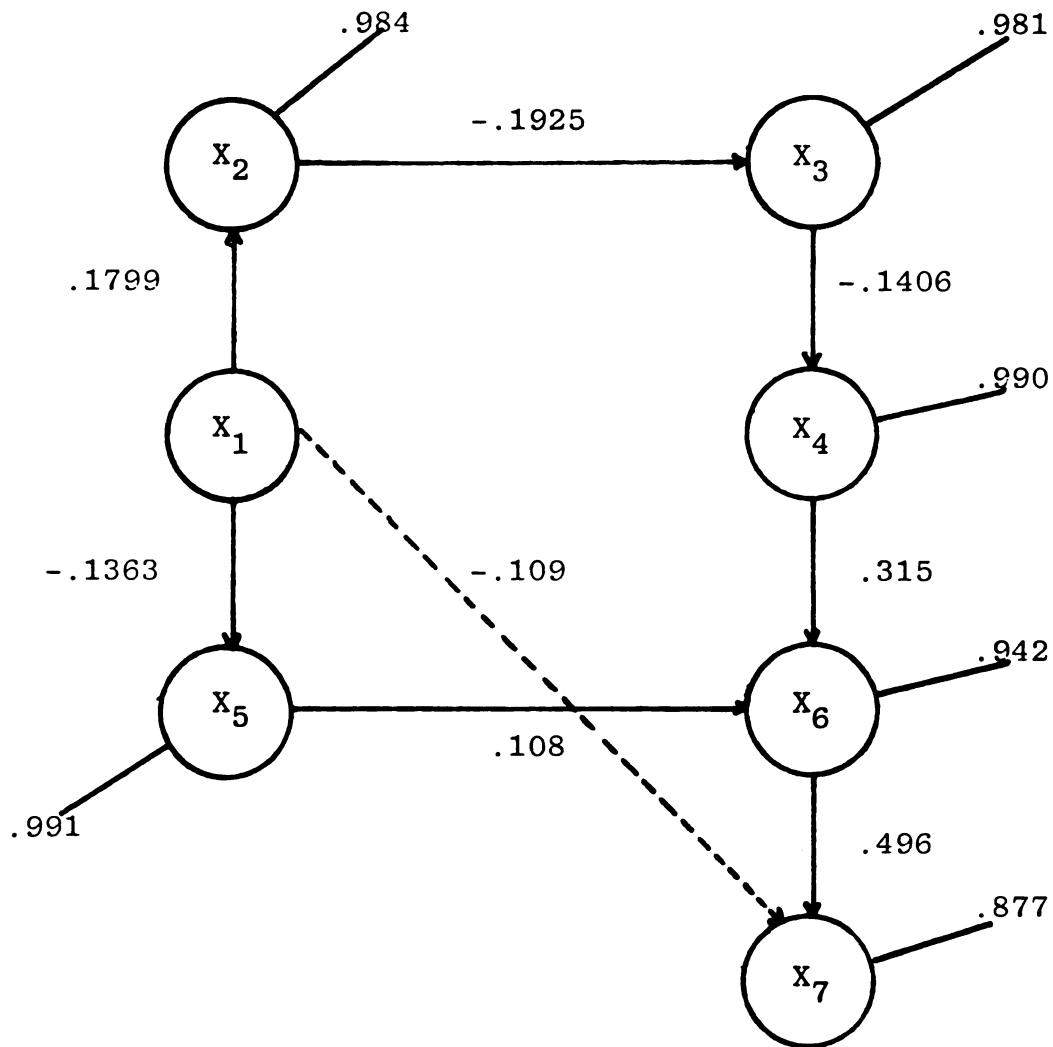 .984
.981
-.1925
X2
X3
.1799
-.1406
.990
X1
X4
-.1363
-.109
.315
.942
X5
X6
.108
.991
.496
.877
X7